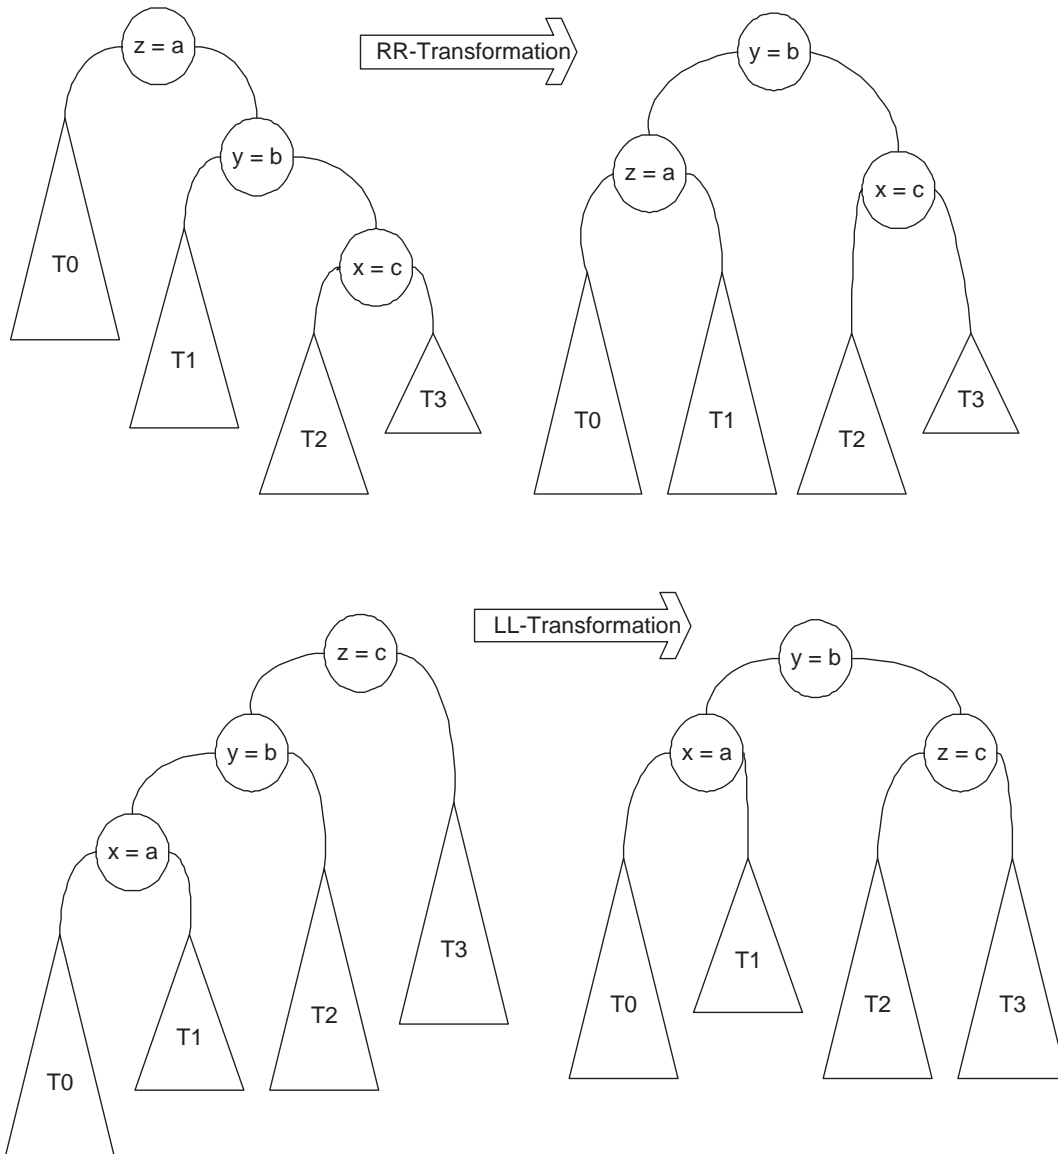 z = a
RR-Transformation
y = b
y = b
z = a
x = c
T0
x = c
T1
T2
T3
T0
T1
T2
T3
LL-Transformation
z = c
y = b
y = b
x = a
z = c
x = a
T0
T1
T2
T3
T0
T1
T2
T3